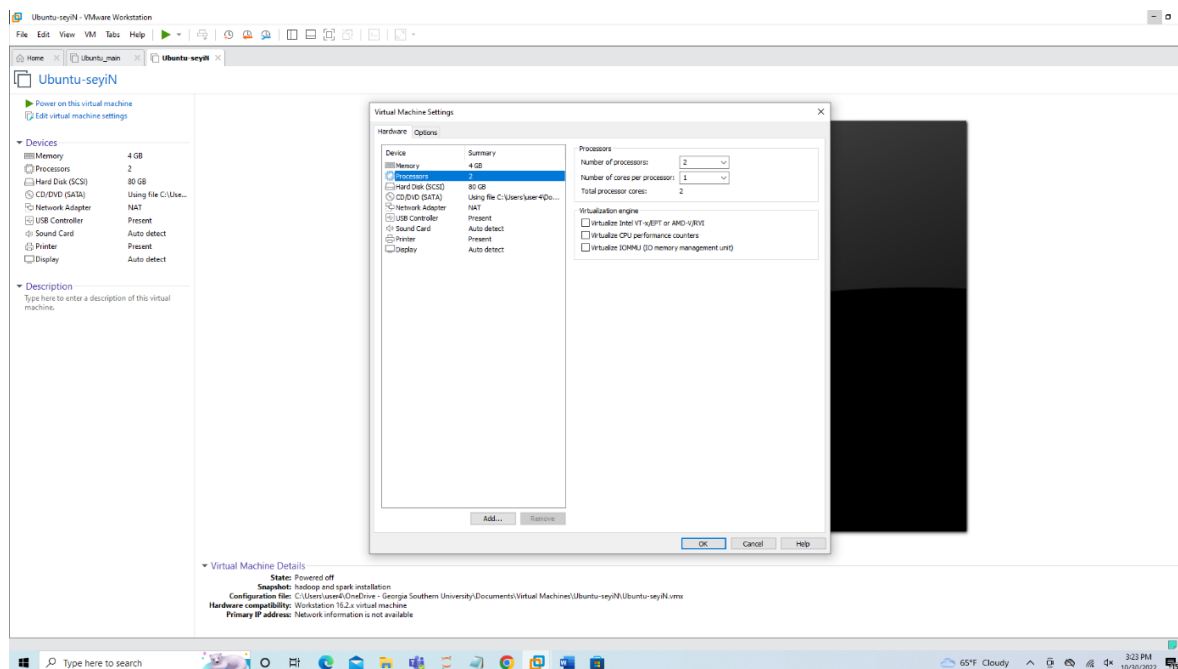 Ubuntu-seyiN - VMware Workstation
File Edit View VM Tabs Help
Home Ubuntu_main Ubuntu-seyiN
Ubuntu-seyiN
Power on this virtual machine
Edit virtual machine settings
Devices
Memory 4 GB
Processors 2
Hard Disk (SCSI) 80 GB
CD/DVD (SATA) Using file C:\Use...
Network Adapter NAT
USB Controller Present
Sound Card Auto detect
Printer Present
Display Auto detect
Description
Type here to enter a description of this virtual
machine.
Virtual Machine Settings
Hardware Options
Device Summary
Memory 4 GB
Processors 2
Hard Disk (SCSI) 80 GB
CD/DVD (SATA) Using file C:\Users\user4\Do...
Network Adapter NAT
USB Controller Present
Sound Card Auto detect
Printer Present
Display Auto detect
Add... Remove
Processors
Number of processors: 2
Number of cores per processor: 1
Total processor cores: 2
Virtualization engine
Virtualize Intel VT-x/EPT or AMD-V/RVI
Virtualize CPU performance counters
Virtualize IOMMU (IO memory management unit)
OK Cancel Help
Virtual Machine Details
State: Powered off
Snapshot: hadoop and spark installation
Configuration file: C:\Users\user4\OneDrive - Georgia Southern University\Documents\Virtual Machines\Ubuntu-seyiN\Ubuntu-seyiN.vmx
Hardware compatibility: Workstation 16.2.x virtual machine
Primary IP address: Network information is not available
Type here to search
65°F Cloudy
3:23 PM
10/30/2022